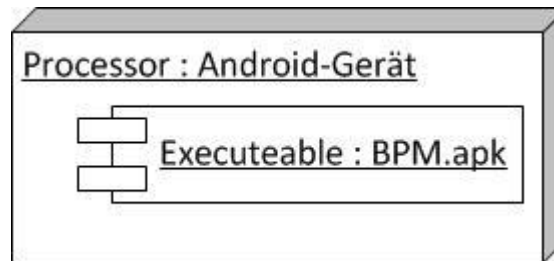 Processor : Android-Gerät
Executeable : BPM.apk